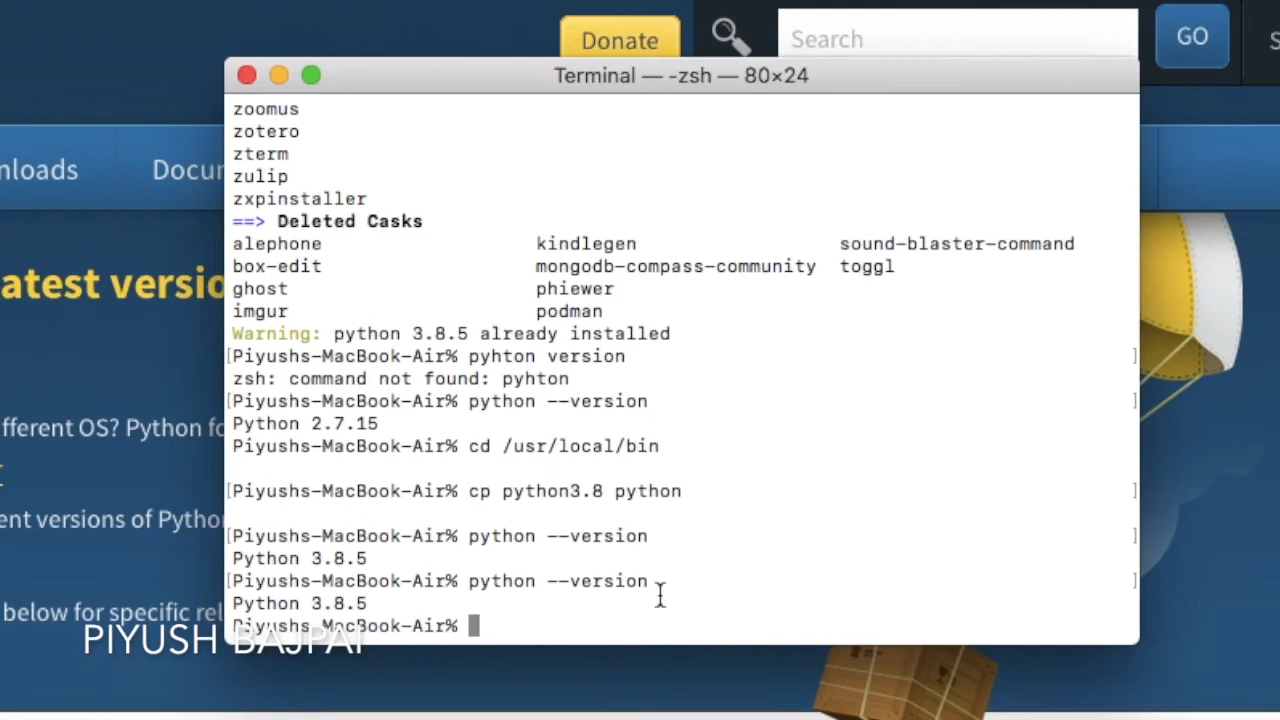 Donate
Search
GO
S
Terminal — -zsh — 80×24
zoomus
zotero
zterm
zulip
zxpinstaller
==> Deleted Casks
alephone kindlegen sound-blaster-command
box-edit mongodb-compass-community toggl
ghost phiewer
imgur podman
Warning: python 3.8.5 already installed
[Piyushs-MacBook-Air% pyhton version ]
zsh: command not found: pyhton
[Piyushs-MacBook-Air% python --version ]
Python 2.7.15
Piyushs-MacBook-Air% cd /usr/local/bin
[Piyushs-MacBook-Air% cp python3.8 python ]
[Piyushs-MacBook-Air% python --version ]
Python 3.8.5
[Piyushs-MacBook-Air% python --version ]
Python 3.8.5
Piyushs-MacBook-Air%
nloads Docur
atest versio
fferent OS? Python fo
r
ent versions of Python
below for specific rel
PIYUSH BAJPAI